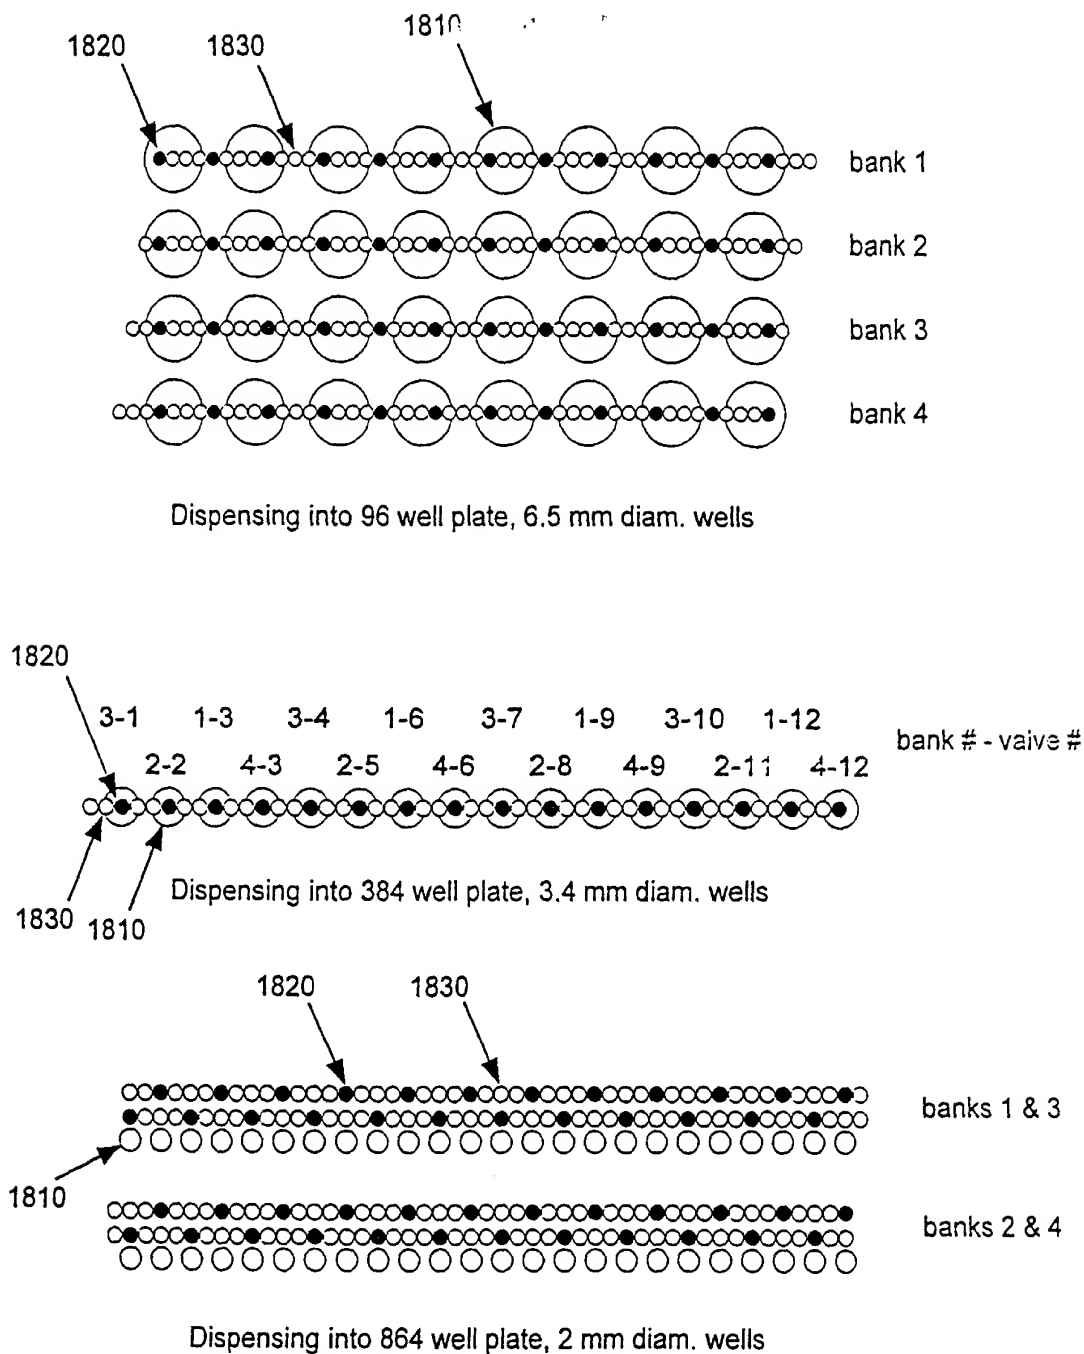 1820 1830 1810
bank 1
bank 2
bank 3
bank 4
Dispensing into 96 well plate, 6.5 mm diam. wells
1820
3-1 1-3 3-4 1-6 3-7 1-9 3-10 1-12
bank # - valve #
2-2 4-3 2-5 4-6 2-8 4-9 2-11 4-12
Dispensing into 384 well plate, 3.4 mm diam. wells
1830 1810
1820 1830
banks 1 & 3
1810
banks 2 & 4
Dispensing into 864 well plate, 2 mm diam. wells